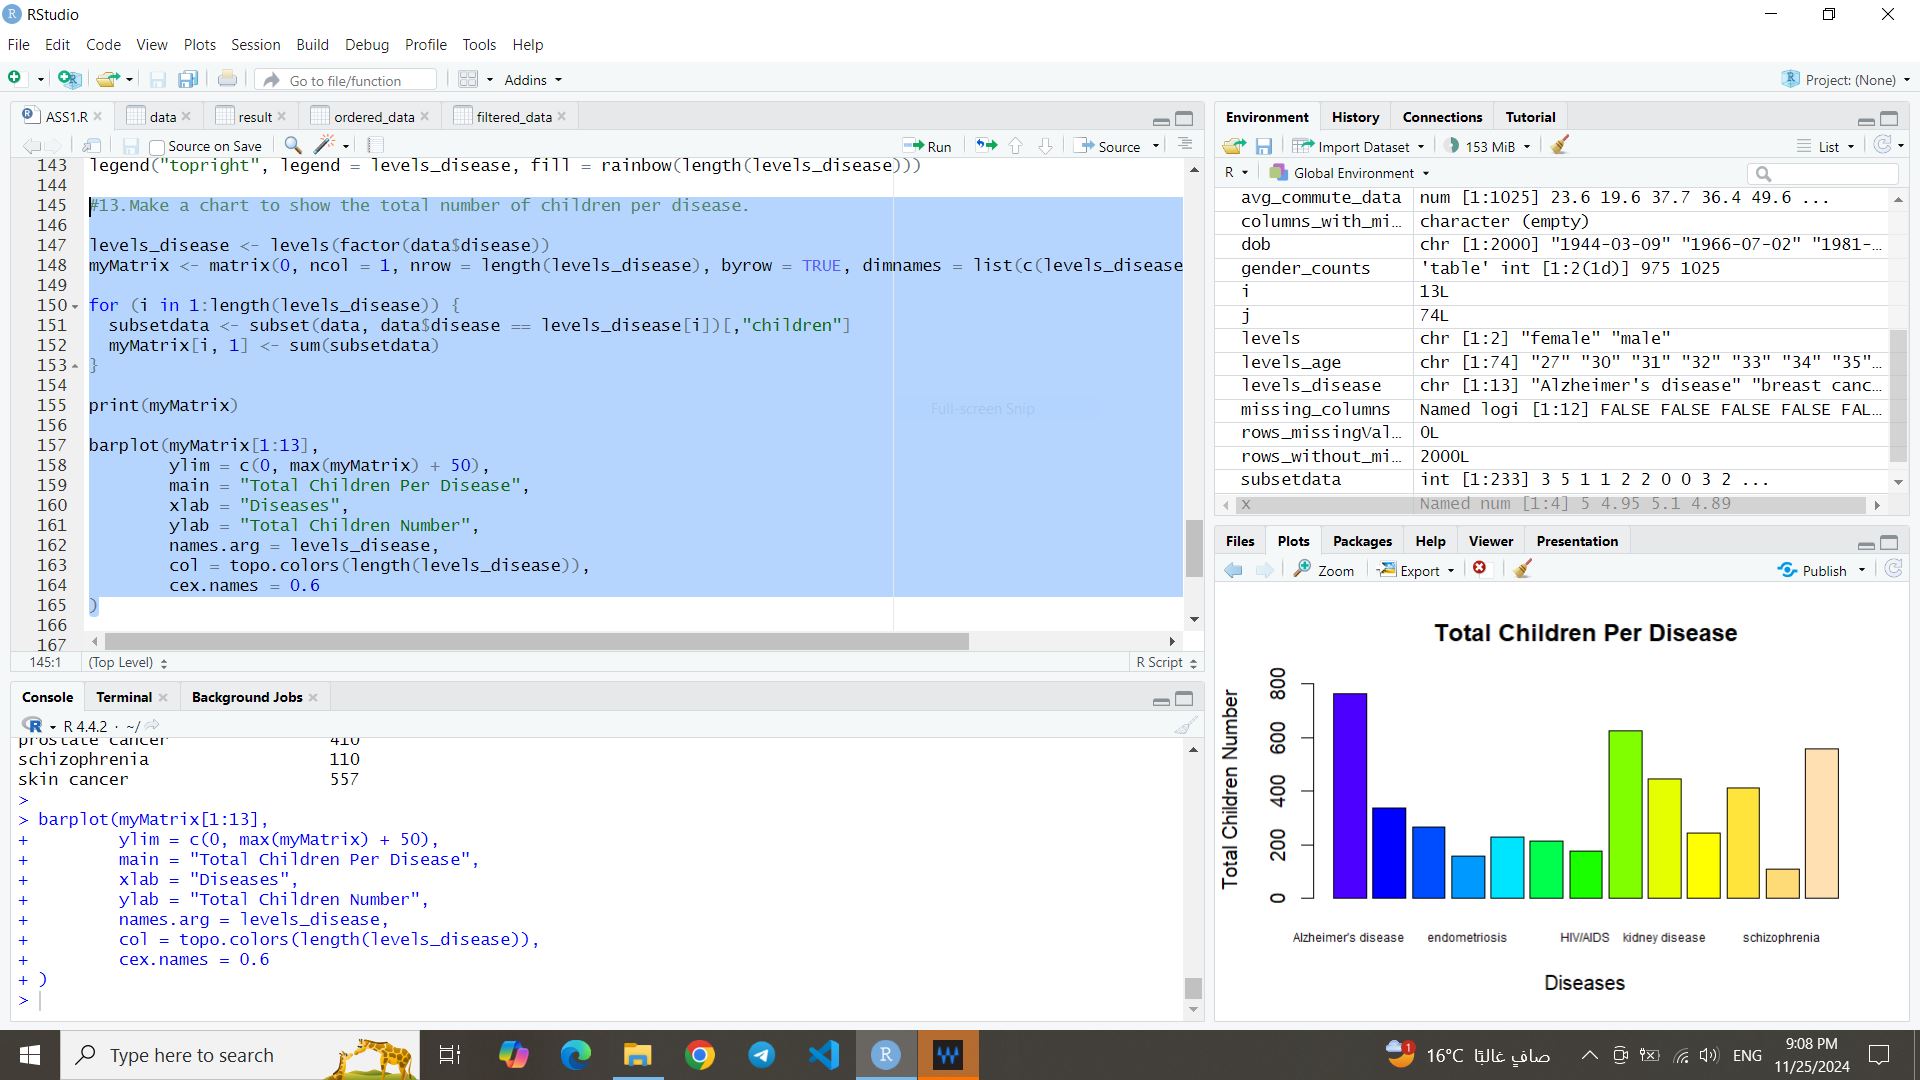 RStudio
File Edit Code View Plots Session Build Debug Profile Tools Help
Go to file/function Addins Project: (None)
ASS1.R data result ordered_data filtered_data
Source on Save Run Source
143 legend("topright", legend = levels_disease, fill = rainbow(length(levels_disease)))
144
145 #13.Make a chart to show the total number of children per disease.
146
147 levels_disease <- levels(factor(data$disease))
148 myMatrix <- matrix(0, ncol = 1, nrow = length(levels_disease), byrow = TRUE, dimnames = list(c(levels_disease
149
150 for (i in 1:length(levels_disease)) {
151 subsetdata <- subset(data, data$disease == levels_disease[i])[,"children"]
152 myMatrix[i, 1] <- sum(subsetdata)
153 }
154
155 print(myMatrix)
156
157 barplot(myMatrix[1:13],
158 ylim = c(0, max(myMatrix) + 50),
159 main = "Total Children Per Disease",
160 xlab = "Diseases",
161 ylab = "Total Children Number",
162 names.arg = levels_disease,
163 col = topo.colors(length(levels_disease)),
164 cex.names = 0.6
165 )
166
167
Full-screen Snip
145:1 (Top Level) R Script
Console Terminal Background Jobs
R R 4.4.2 · ~/
prostate cancer 410
schizophrenia 110
skin cancer 557
>
> barplot(myMatrix[1:13],
+ ylim = c(0, max(myMatrix) + 50),
+ main = "Total Children Per Disease",
+ xlab = "Diseases",
+ ylab = "Total Children Number",
+ names.arg = levels_disease,
+ col = topo.colors(length(levels_disease)),
+ cex.names = 0.6
+ )
>
Environment History Connections Tutorial
Import Dataset 153 MiB List
R Global Environment
avg_commute_data num [1:1025] 23.6 19.6 37.7 36.4 49.6 ...
columns_with_mi… character (empty)
dob chr [1:2000] "1944-03-09" "1966-07-02" "1981-…
gender_counts 'table' int [1:2(1d)] 975 1025
i 13L
j 74L
levels chr [1:2] "female" "male"
levels_age chr [1:74] "27" "30" "31" "32" "33" "34" "35"…
levels_disease chr [1:13] "Alzheimer's disease" "breast canc…
missing_columns Named logi [1:12] FALSE FALSE FALSE FALSE FAL…
rows_missingVal… 0L
rows_without_mi… 2000L
subsetdata int [1:233] 3 5 1 1 2 2 0 0 3 2 ...
x Named num [1:4] 5 4.95 5.1 4.89
Files Plots Packages Help Viewer Presentation
Zoom Export Publish
Total Children Per Disease
Total Children Number
800
600
400
200
0
Alzheimer's disease endometriosis HIV/AIDS kidney disease schizophrenia
Diseases
Type here to search
R
1
16°C صافٍ غالبًا
ENG
9:08 PM
11/25/2024